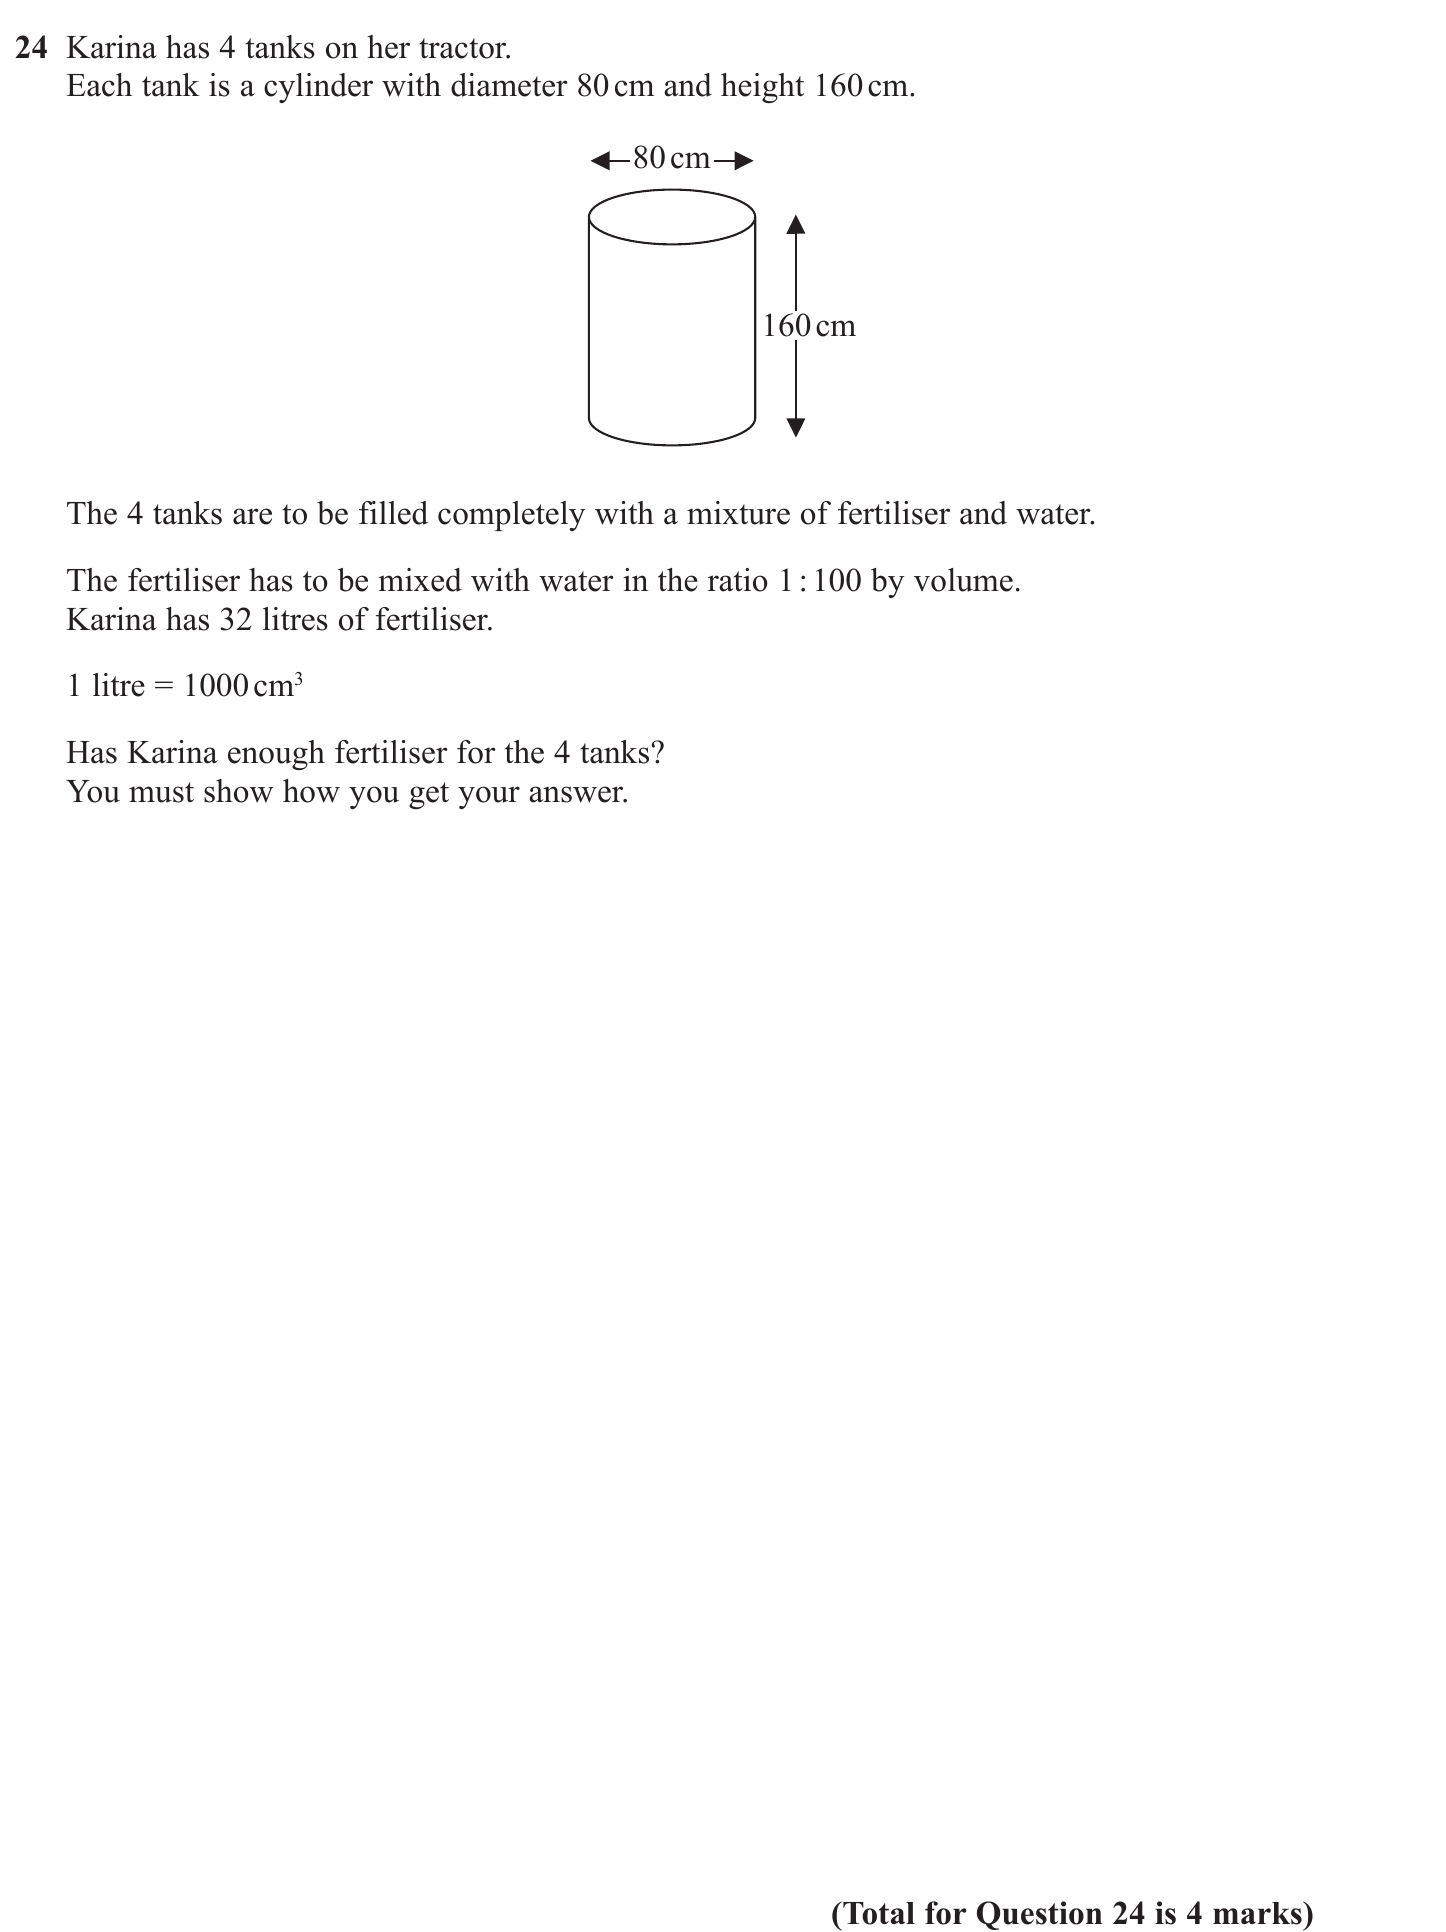 24 Karina has 4 tanks on her tractor.
Each tank is a cylinder with diameter 80 cm and height 160 cm.
80 cm
160 cm
The 4 tanks are to be filled completely with a mixture of fertiliser and water.
The fertiliser has to be mixed with water in the ratio 1 : 100 by volume.
Karina has 32 litres of fertiliser.
1 litre = 1000 cm³
Has Karina enough fertiliser for the 4 tanks?
You must show how you get your answer.
(Total for Question 24 is 4 marks)